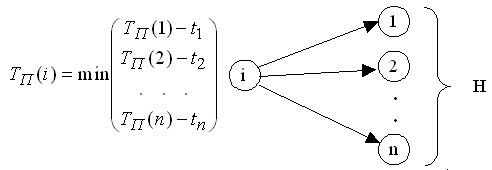 T_П(i) = min(T_П(1) − t_1
T_П(2) − t_2
. . .
T_П(n) − t_n)
i
1
2
.
.
n
H